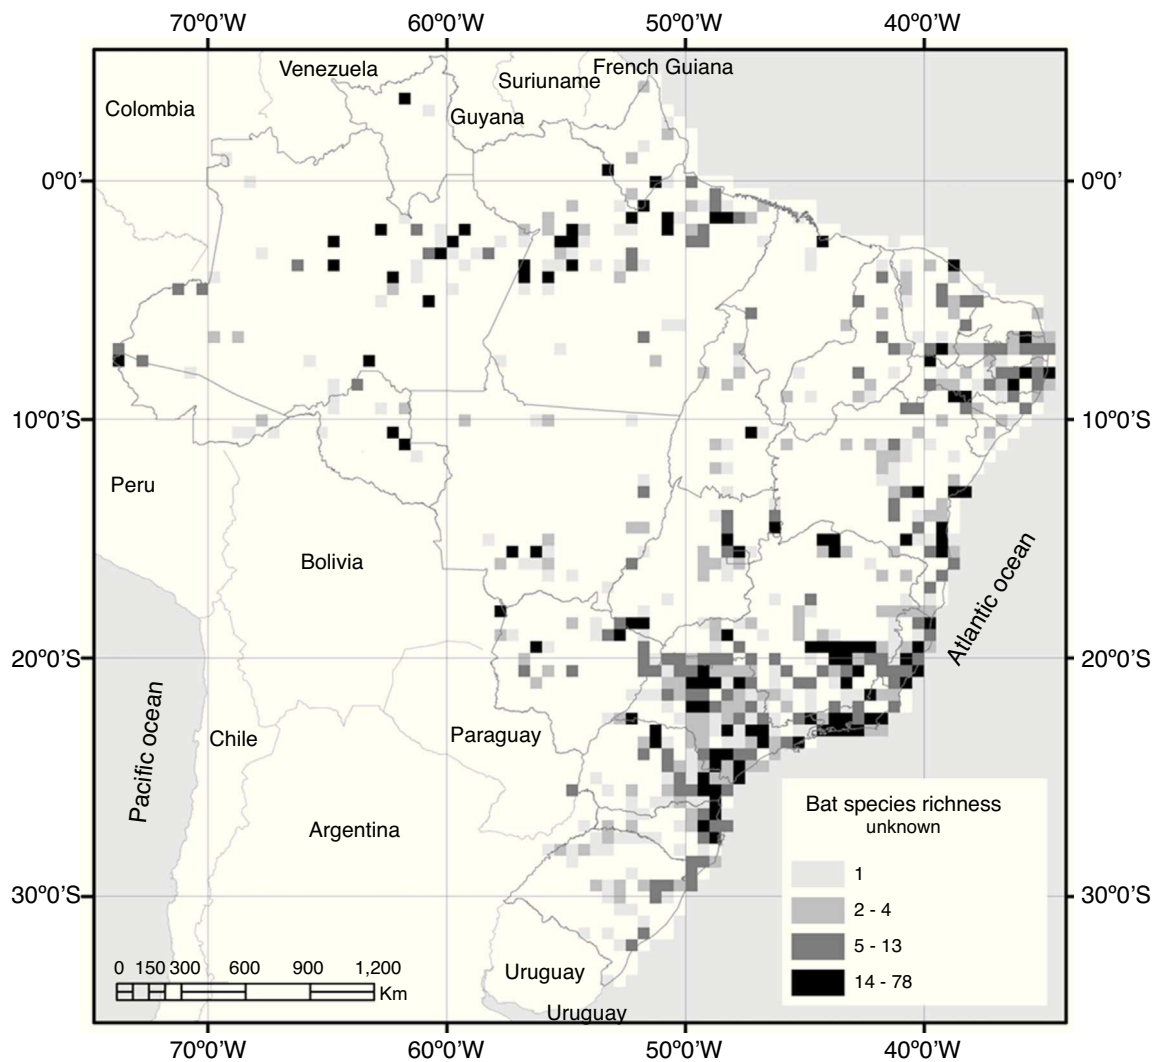 70°0'W 60°0'W 50°0'W 40°0'W
Venezuela
Suriuname
French Guiana
Colombia
Guyana
0°0'
0°0'
10°0'S
10°0'S
Peru
Bolivia
Atlantic ocean
20°0'S
20°0'S
Pacific ocean
Chile
Paraguay
Argentina
Bat species richness
unknown
1
2 - 4
5 - 13
14 - 78
30°0'S
30°0'S
0 150 300 600 900 1,200
Km
Uruguay
Uruguay
70°0'W 60°0'W 50°0'W 40°0'W